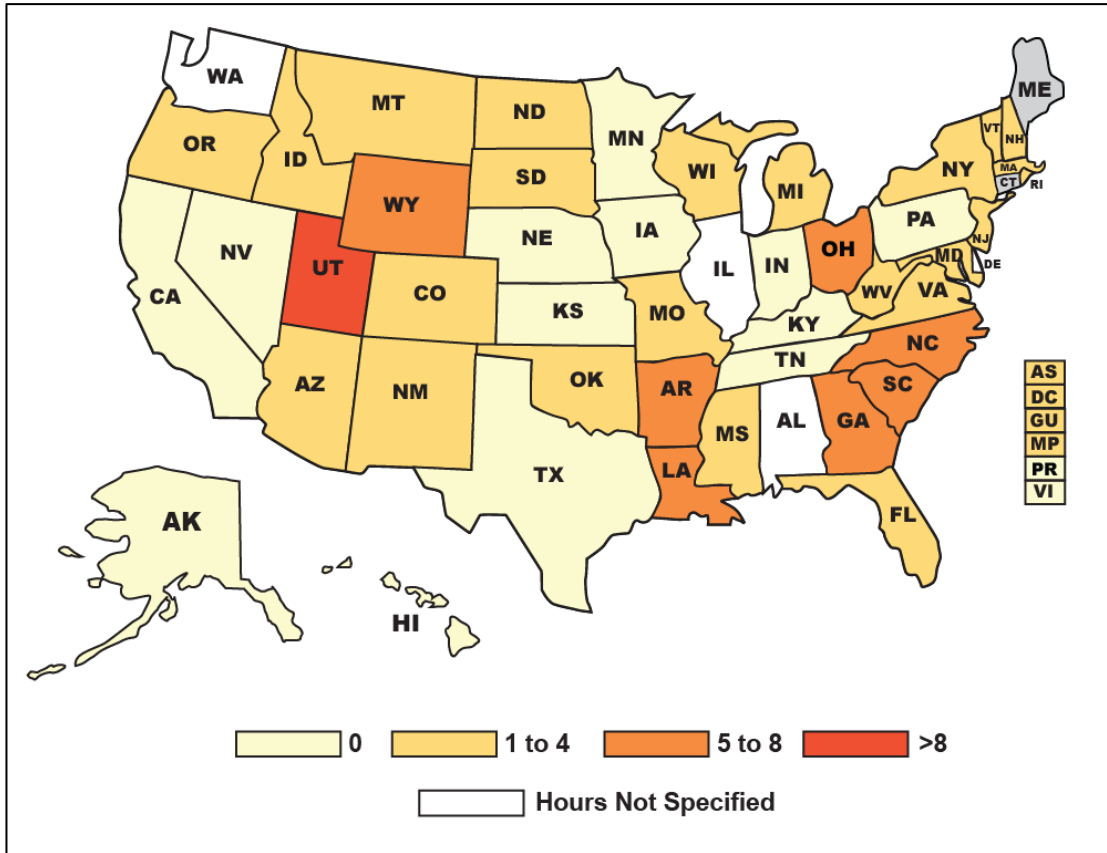 WA
MT
ND
MN
ME
OR
ID
SD
WI
MI
NY
VT
NH
MA
CT
RI
WY
NE
IA
PA
NJ
NV
UT
CO
IL
IN
OH
MD
DE
CA
KS
MO
WV
VA
KY
AZ
NM
OK
AR
TN
NC
SC
MS
AL
GA
TX
LA
FL
AK
HI
AS
DC
GU
MP
PR
VI
0
1 to 4
5 to 8
>8
Hours Not Specified